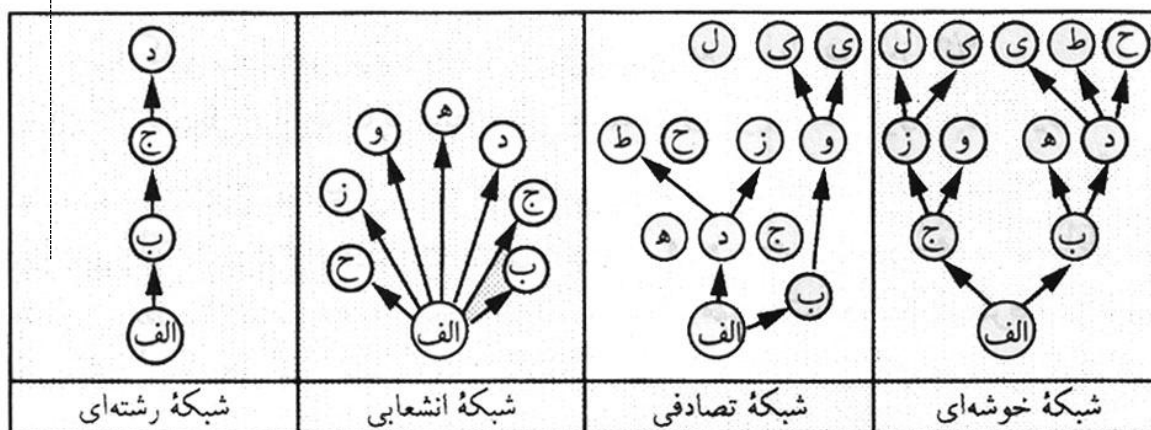 ح ط ی ک ل
د ه و ز
ب ج
الف
شبکهٔ خوشه‌ای
ی ک ل
و ز ح ط
ج د ه
ب
الف
شبکهٔ تصادفی
ه
د و
ج ز
ب ح
الف
شبکهٔ انشعابی
د
ج
ب
الف
شبکهٔ رشته‌ای